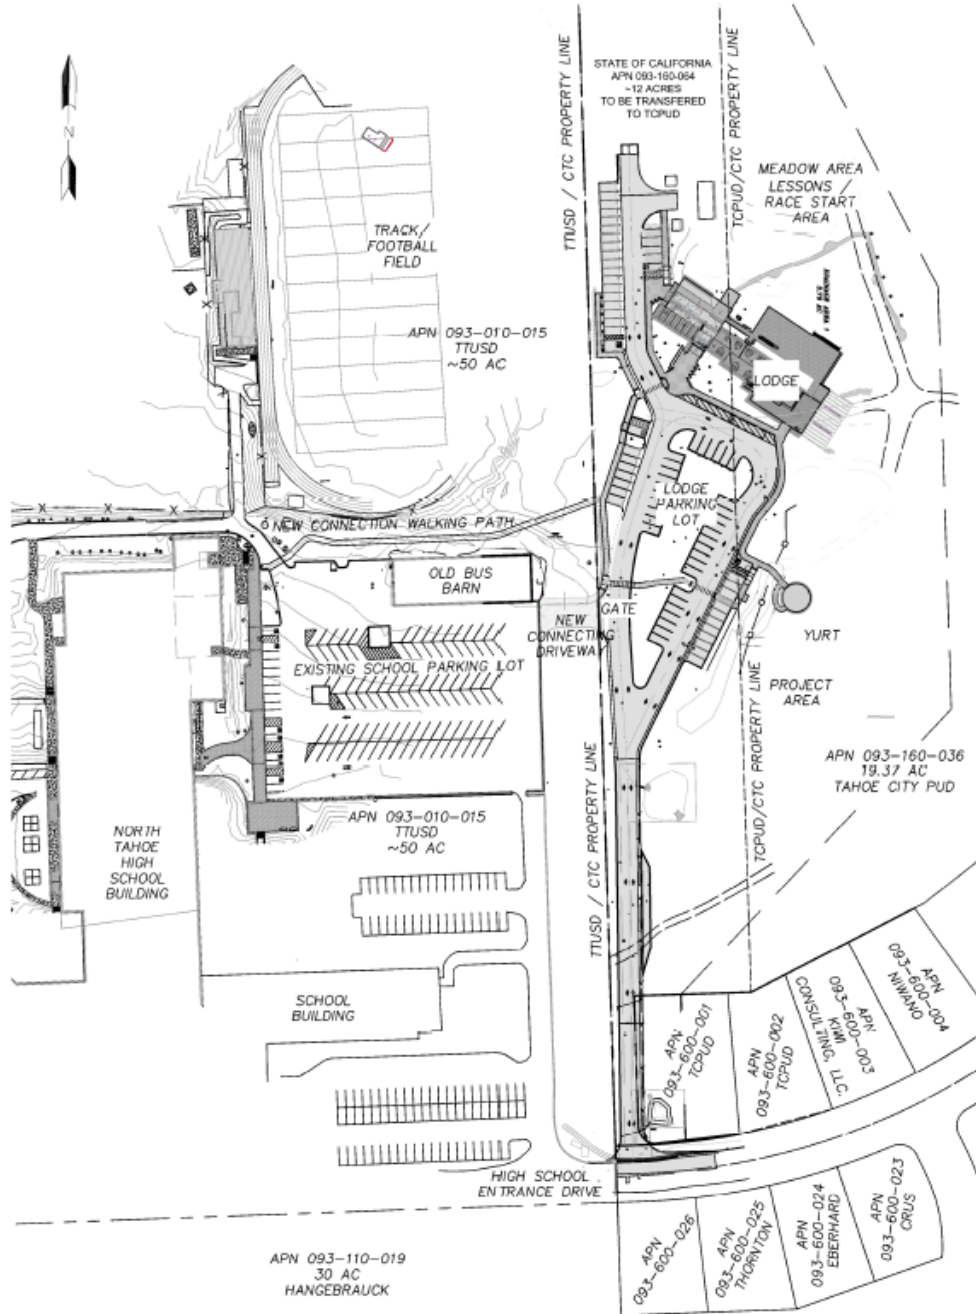 STATE OF CALIFORNIA
APN 093-160-064
~12 ACRES
TO BE TRANSFERED
TO TCPUD
TTUSD / CTC PROPERTY LINE
TCPUD/CTC PROPERTY LINE
N
MEADOW AREA
LESSONS /
RACE START
AREA
TRACK/
FOOTBALL
FIELD
APN 093-010-015
TTUSD
~50 AC
LODGE
LODGE
PARKING
LOT
NEW CONNECTION WALKING PATH
OLD BUS
BARN
GATE
NEW
CONNECTING
DRIVEWAY
YURT
EXISTING SCHOOL PARKING LOT
PROJECT
AREA
TTUSD / CTC PROPERTY LINE
TCPUD/CTC PROPERTY LINE
APN 093-160-036
19.37 AC
TAHOE CITY PUD
APN 093-010-015
TTUSD
~50 AC
NORTH
TAHOE
HIGH
SCHOOL
BUILDING
SCHOOL
BUILDING
APN
093-600-001
TCPUD
APN
093-600-002
TCPUD
APN
093-600-003
KIWI
CONSULTING, LLC.
APN
093-600-004
NIWANO
HIGH SCHOOL
ENTRANCE DRIVE
APN
093-600-026
APN
093-600-025
THORNTON
APN
093-600-024
EBERHARD
APN
093-600-023
CRUS
APN 093-110-019
30 AC
HANGEBRAUCK